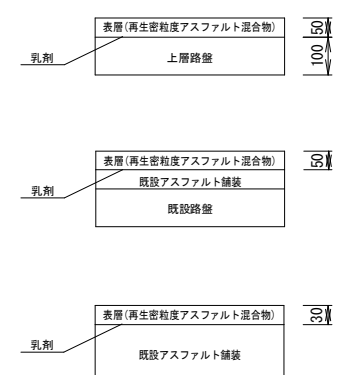 表層(再生密粒度アスファルト混合物)
50
乳剤
上層路盤
100
表層(再生密粒度アスファルト混合物)
50
乳剤
既設アスファルト舗装
既設路盤
表層(再生密粒度アスファルト混合物)
30
乳剤
既設アスファルト舗装